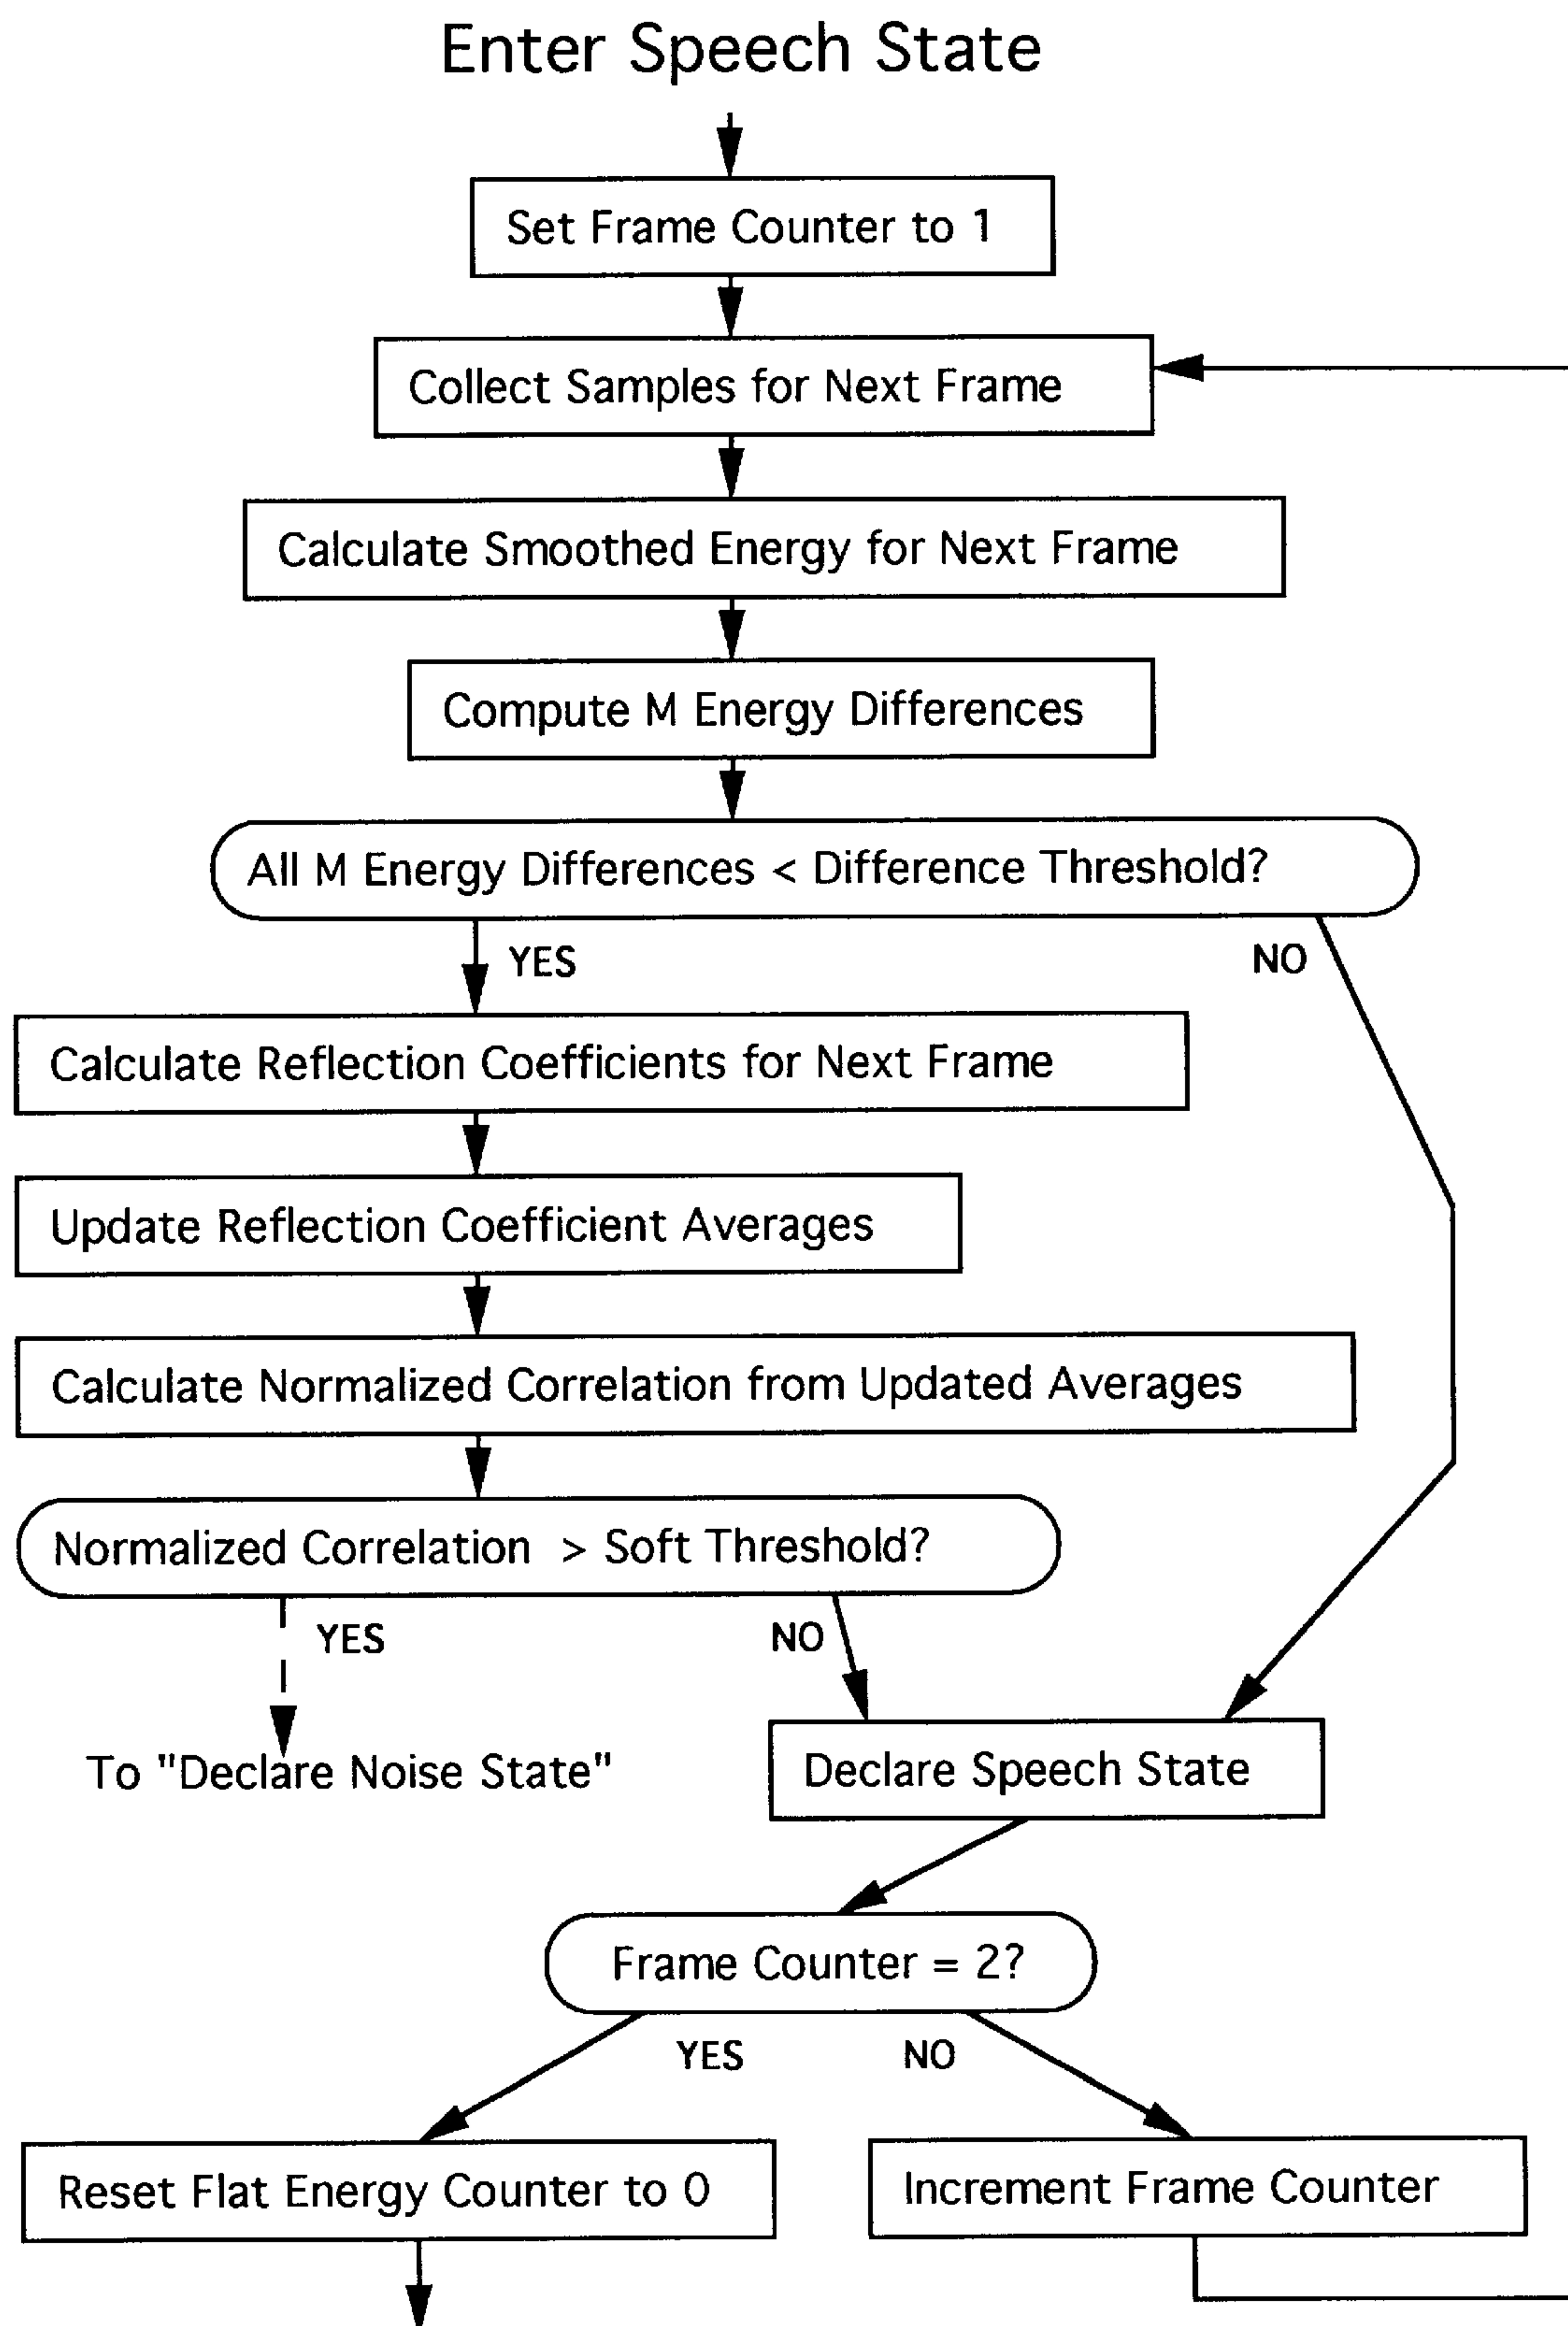 Enter Speech State
Set Frame Counter to 1
Collect Samples for Next Frame
Calculate Smoothed Energy for Next Frame
Compute M Energy Differences
All M Energy Differences < Difference Threshold?
YES
NO
Calculate Reflection Coefficients for Next Frame
Update Reflection Coefficient Averages
Calculate Normalized Correlation from Updated Averages
Normalized Correlation > Soft Threshold?
YES
NO
To "Declare Noise State"
Declare Speech State
Frame Counter = 2?
YES
NO
Reset Flat Energy Counter to 0
Increment Frame Counter